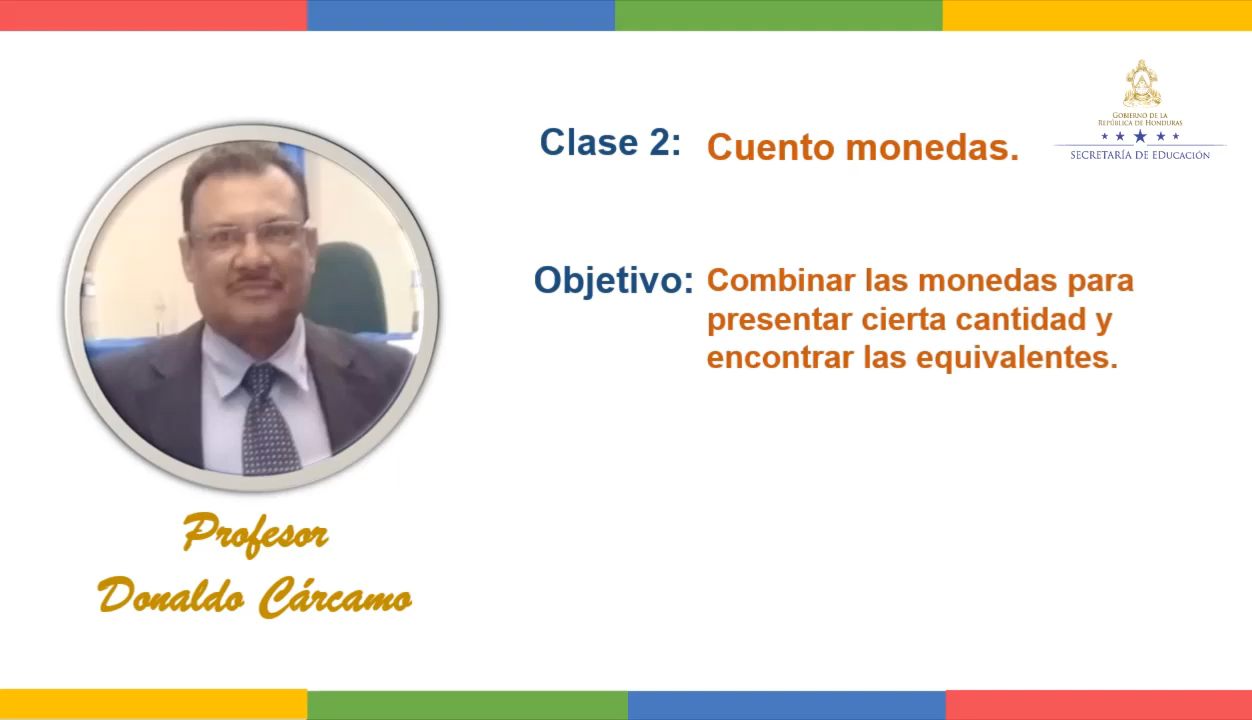 Clase 2: Cuento monedas.
GOBIERNO DE LA
REPÚBLICA DE HONDURAS
SECRETARÍA DE EDUCACIÓN
Objetivo: Combinar las monedas para
presentar cierta cantidad y
encontrar las equivalentes.
Profesor
Donaldo Cárcamo